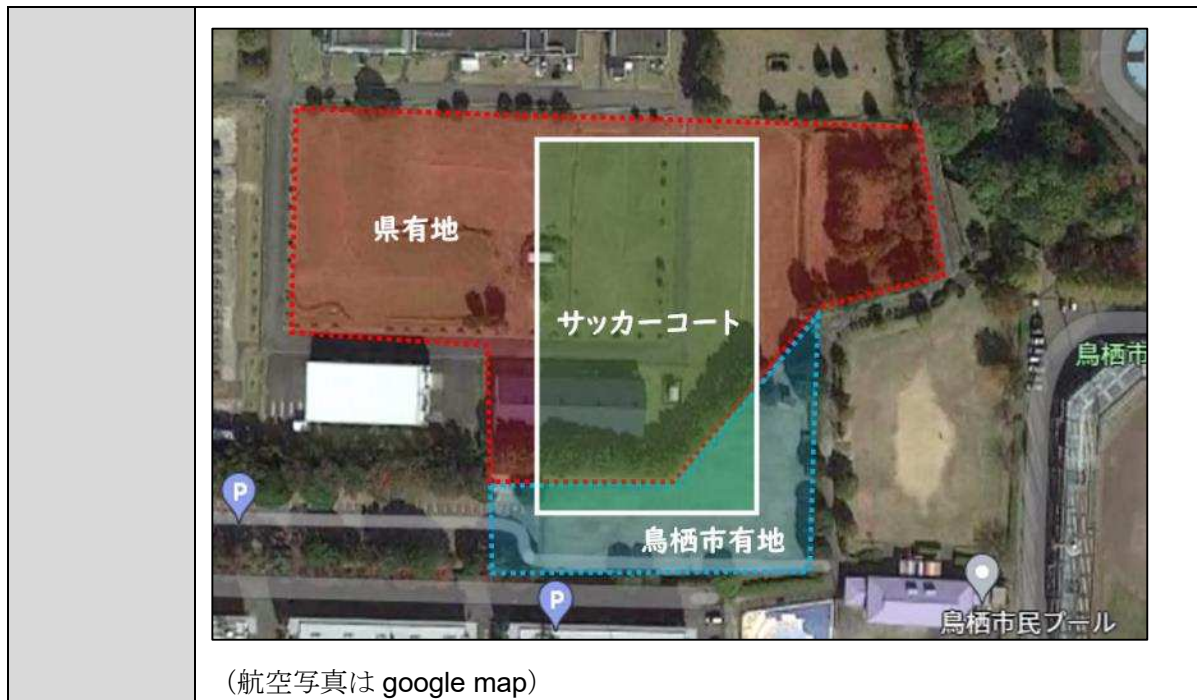 県有地
サッカーコート
鳥栖市
P
鳥栖市有地
P
鳥栖市民プール
（航空写真は google map）